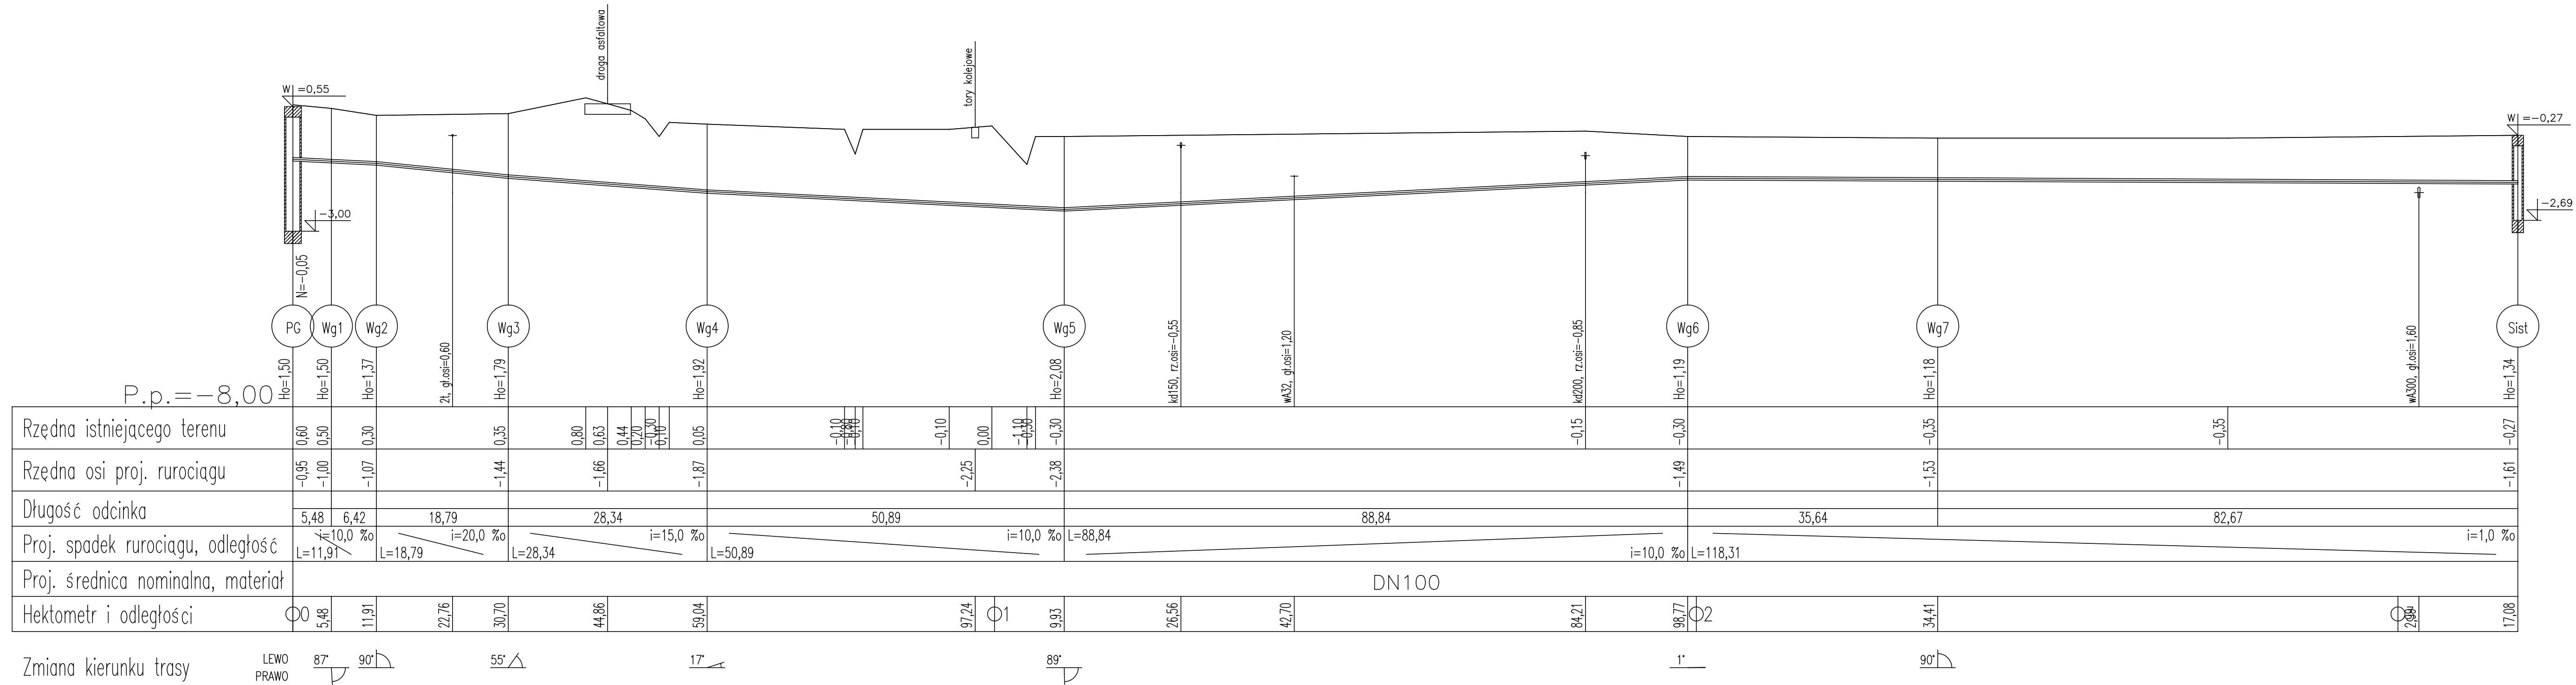 droga asfaltowa
tory kolejowe
W =0,55
W =-0,27
-3,00
-2,69
N=-0,05
PG Wg1 Wg2 Wg3 Wg4 Wg5 Wg6 Wg7 Sist
Ho=1,50 Ho=1,50 Ho=1,37 2t, gł.osi=0,60 Ho=1,79 Ho=1,92 Ho=2,08 kd150, rz.osi=-0,55 wA32, gł.osi=1,20 kd200, rz.osi=-0,85 Ho=1,19 Ho=1,18 wA300, gł.osi=1,60 Ho=1,34
P.p.=-8,00
Rzędna istniejącego terenu 0,60 0,50 0,30 0,35 0,80 0,63 0,44 0,20 -0,30 0,10 0,05 -0,10 -0,10 -0,10 0,00 -1,10 -0,30 -0,30 -0,15 -0,30 -0,35 -0,35 -0,27
Rzędna osi proj. rurociągu -0,95 -1,00 -1,07 -1,44 -1,66 -1,87 -2,25 -2,38 -1,49 -1,53 -1,61
Długość odcinka 5,48 6,42 18,79 28,34 50,89 88,84 35,64 82,67
Proj. spadek rurociągu, odległość i=10,0 ‰ i=20,0 ‰ i=15,0 ‰ i=10,0 ‰ L=88,84 i=1,0 ‰
L=11,91 L=18,79 L=28,34 L=50,89 i=10,0 ‰ L=118,31
Proj. średnica nominalna, materiał DN100
Hektometr i odległości 0 5,48 11,91 22,76 30,70 44,86 59,04 97,24 1 9,93 26,56 42,70 84,21 98,77 2 34,41 17,08
Zmiana kierunku trasy LEWO 87° 90° 55° 17° 89° 1° 90°
PRAWO